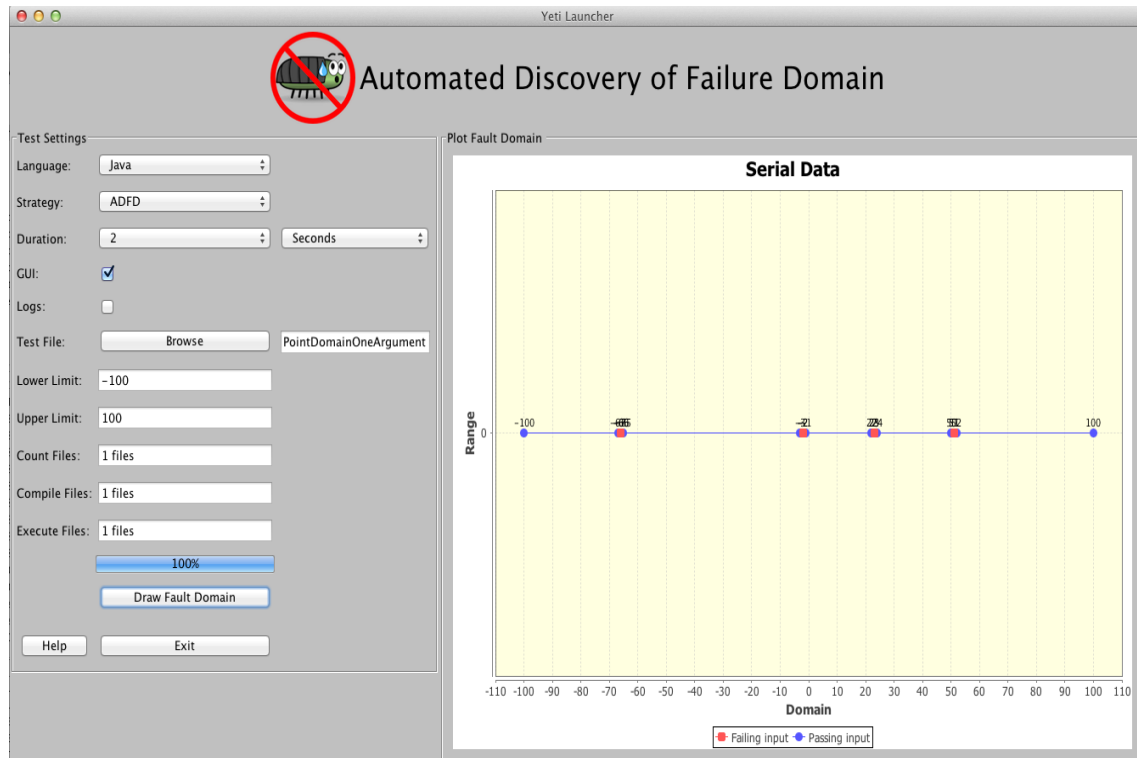 Yeti Launcher
Automated Discovery of Failure Domain
Test Settings
Language: Java
Strategy: ADFD
Duration: 2 Seconds
GUI:
Logs:
Test File: Browse PointDomainOneArgument
Lower Limit: -100
Upper Limit: 100
Count Files: 1 files
Compile Files: 1 files
Execute Files: 1 files
100%
Draw Fault Domain
Help Exit
Plot Fault Domain
Serial Data
Range
0
-100 100
-110 -100 -90 -80 -70 -60 -50 -40 -30 -20 -10 0 10 20 30 40 50 60 70 80 90 100 110
Domain
Failing input Passing input